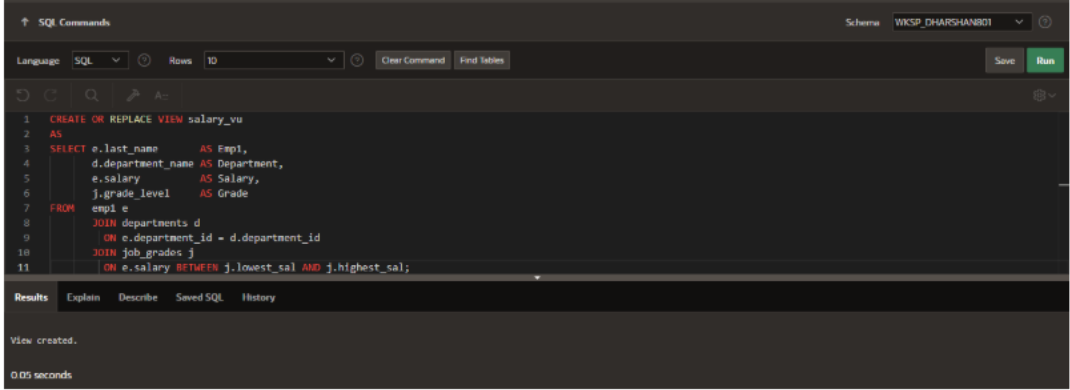 ↑ SQL Commands Schema WKSP_DHARSHAN801
Language SQL Rows 10 Clear Command Find Tables Save Run
1 CREATE OR REPLACE VIEW salary_vu
2 AS
3 SELECT e.last_name AS Emp1,
4 d.department_name AS Department,
5 e.salary AS Salary,
6 j.grade_level AS Grade
7 FROM emp1 e
8 JOIN departments d
9 ON e.department_id = d.department_id
10 JOIN job_grades j
11 ON e.salary BETWEEN j.lowest_sal AND j.highest_sal;
Results Explain Describe Saved SQL History
View created.
0.05 seconds